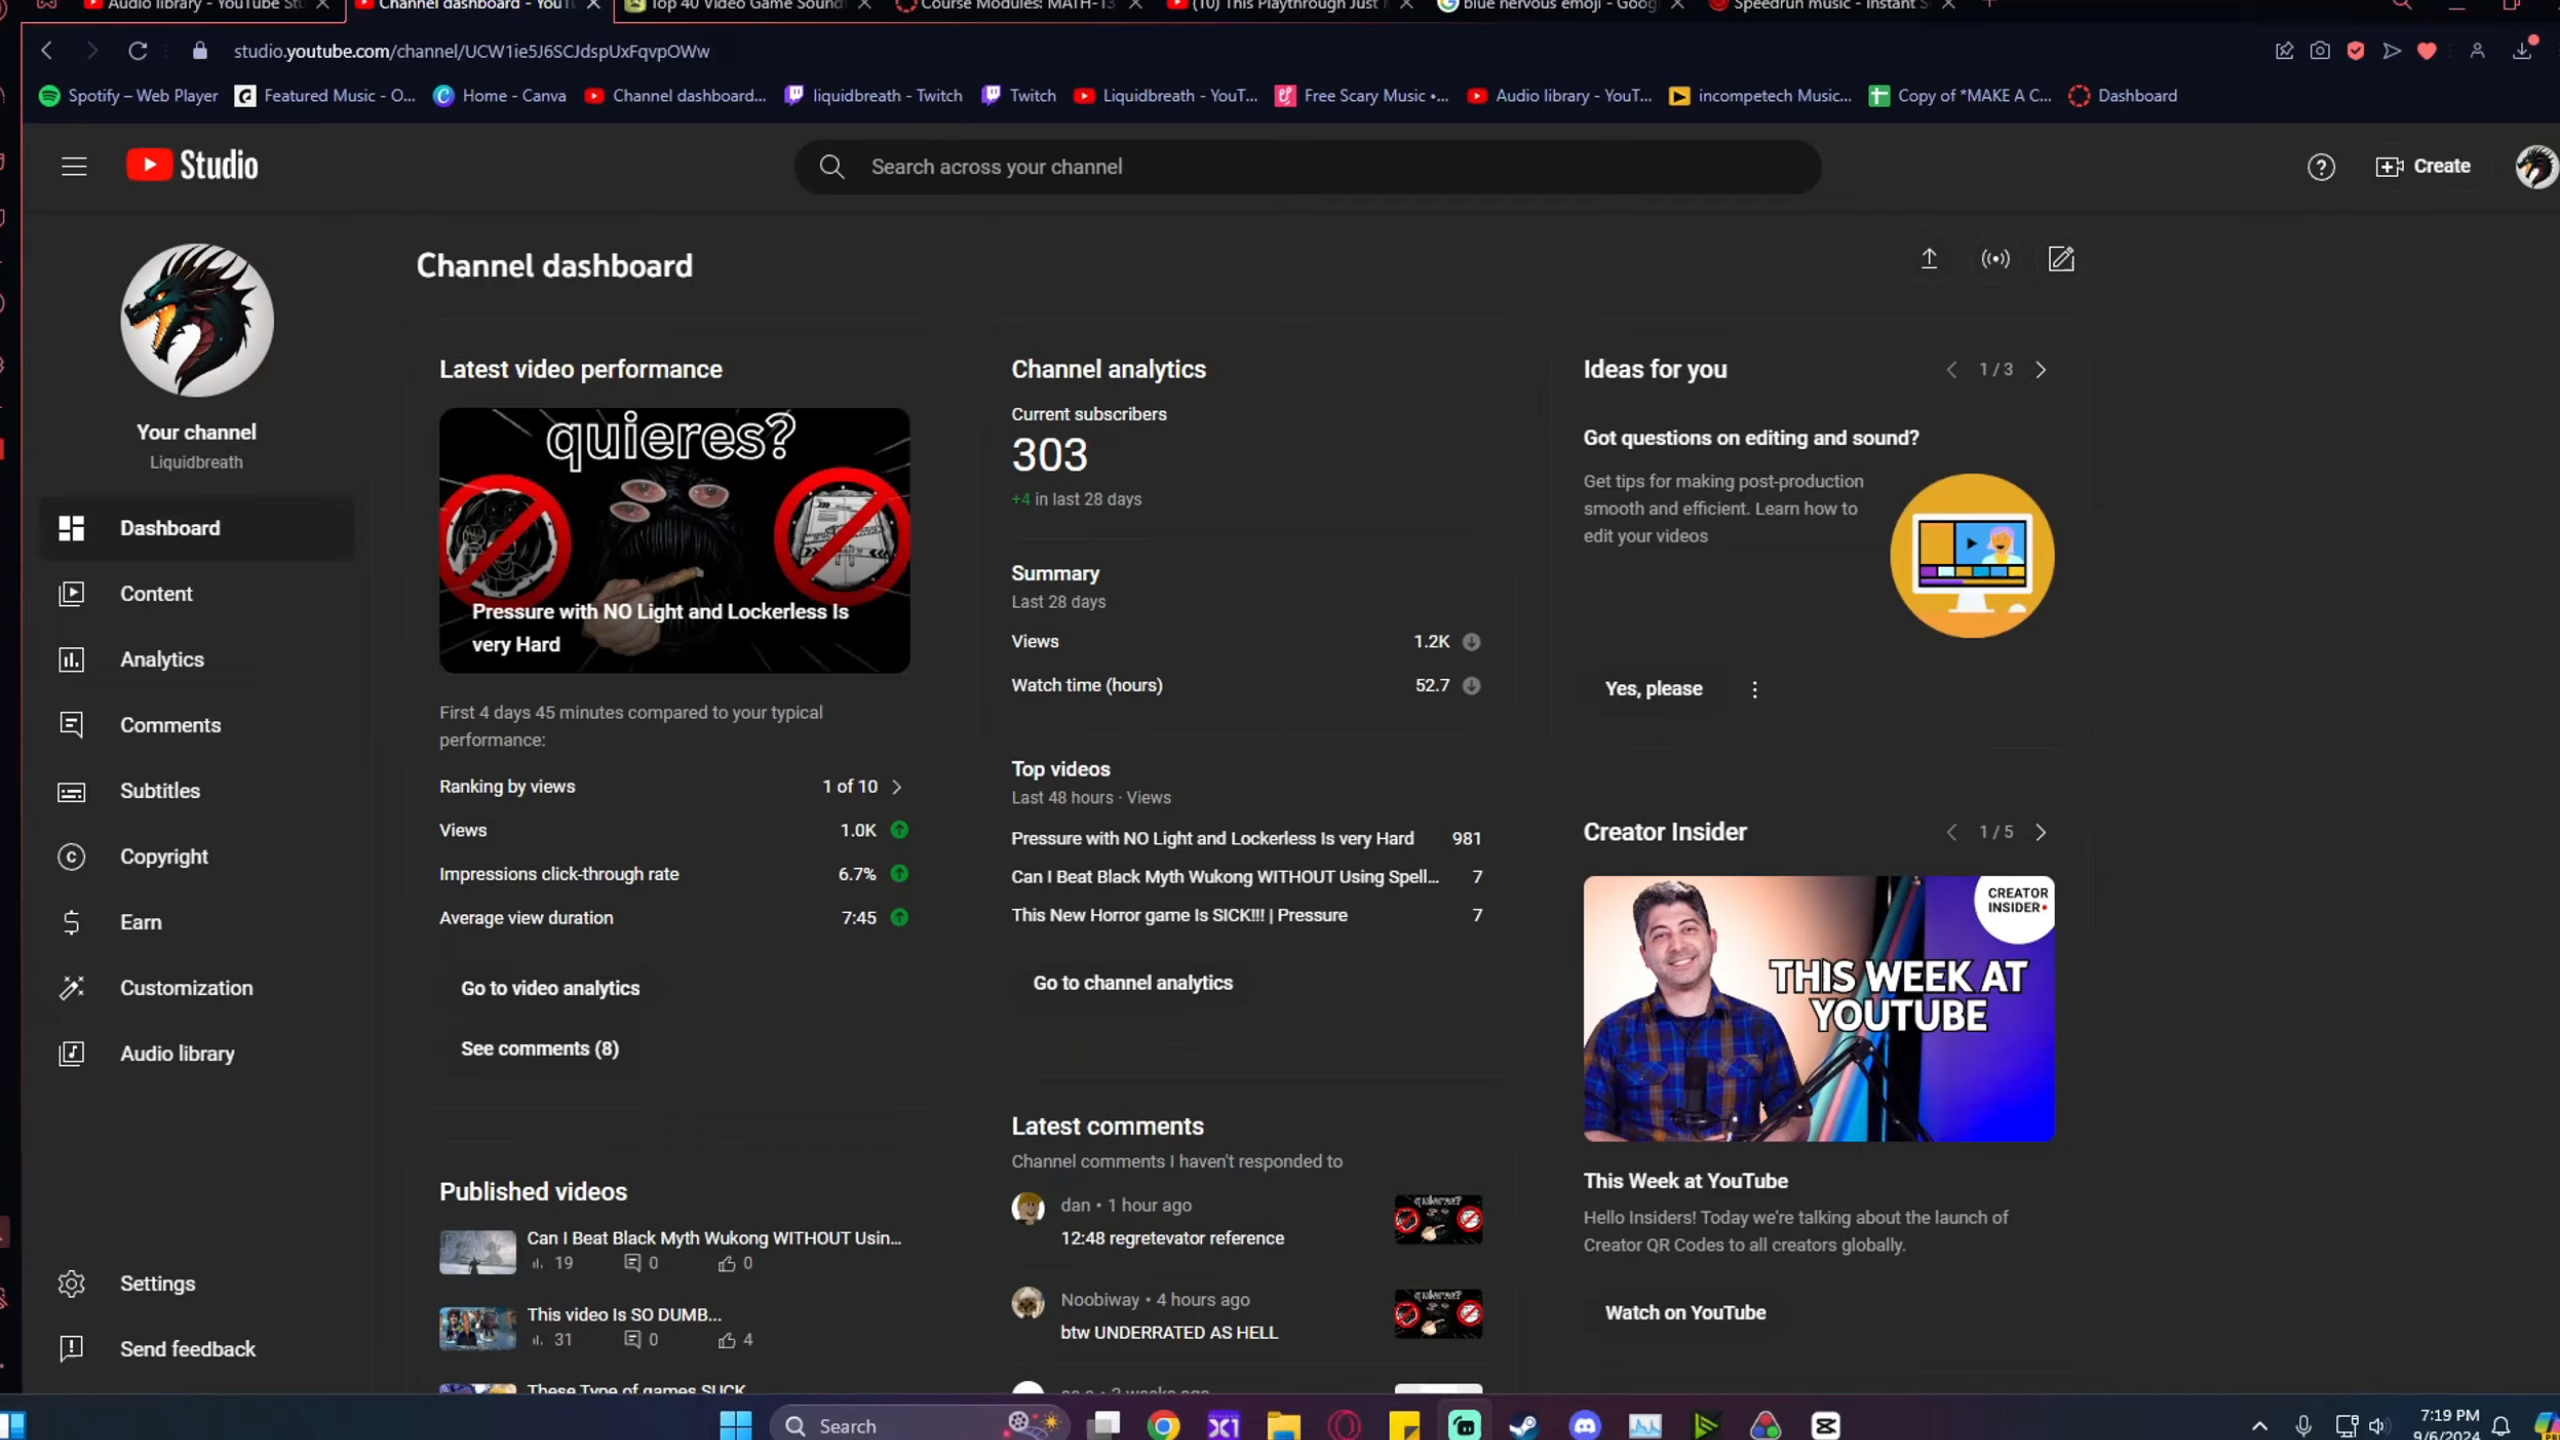 Audio library - YouTube St
Channel dashboard - YouT
Top 40 Video Game Sound
Course Modules: MATH-13
(10) This Playthrough Just
blue nervous emoji - Goog
Speedrun music - Instant S
studio.youtube.com/channel/UCW1ie5J6SCJdspUxFqvpOWw
Spotify – Web Player
Featured Music - O...
Home - Canva
Channel dashboard...
liquidbreath - Twitch
Twitch
Liquidbreath - YouT...
Free Scary Music •...
Audio library - YouT...
incompetech Music...
Copy of *MAKE A C...
Dashboard
Studio
Search across your channel
Create
Your channel
Liquidbreath
Dashboard
Content
Analytics
Comments
Subtitles
Copyright
Earn
Customization
Audio library
Settings
Send feedback
Channel dashboard
Latest video performance
quieres?
Pressure with NO Light and Lockerless Is
very Hard
First 4 days 45 minutes compared to your typical
performance:
Ranking by views 1 of 10
Views 1.0K
Impressions click-through rate 6.7%
Average view duration 7:45
Go to video analytics
See comments (8)
Published videos
Can I Beat Black Myth Wukong WITHOUT Usin...
19 0 0
This video Is SO DUMB...
31 0 4
These Type of games SUCK
Channel analytics
Current subscribers
303
+4 in last 28 days
Summary
Last 28 days
Views 1.2K
Watch time (hours) 52.7
Top videos
Last 48 hours · Views
Pressure with NO Light and Lockerless Is very Hard 981
Can I Beat Black Myth Wukong WITHOUT Using Spell... 7
This New Horror game Is SICK!!! | Pressure 7
Go to channel analytics
Latest comments
Channel comments I haven't responded to
dan • 1 hour ago
12:48 regretevator reference
quieres?
Noobiway • 4 hours ago
btw UNDERRATED AS HELL
quieres?
2 weeks ago
Ideas for you
1 / 3
Got questions on editing and sound?
Get tips for making post-production
smooth and efficient. Learn how to
edit your videos
Yes, please
Creator Insider
1 / 5
CREATOR
INSIDER
THIS WEEK AT
YOUTUBE
This Week at YouTube
Hello Insiders! Today we're talking about the launch of
Creator QR Codes to all creators globally.
Watch on YouTube
Search
7:19 PM
9/6/2024